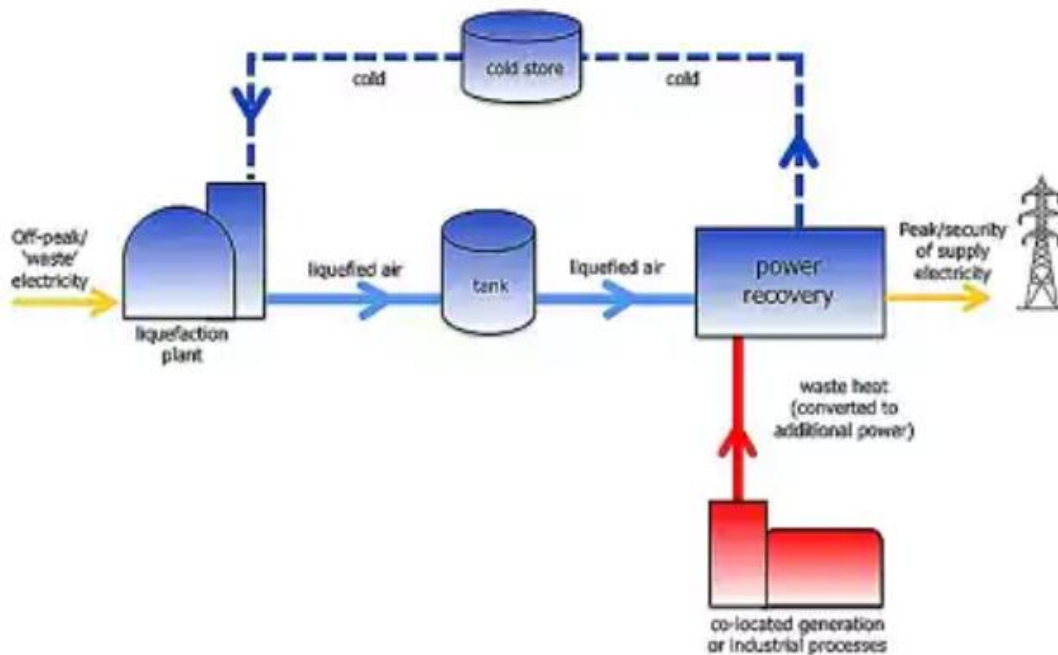 cold store
cold
cold
Off-peak/
'waste'
electricity
liquefied air
tank
liquefied air
power
recovery
Peak/security
of supply
electricity
liquefaction
plant
waste heat
(converted to
additional power)
co-located generation
or industrial processes